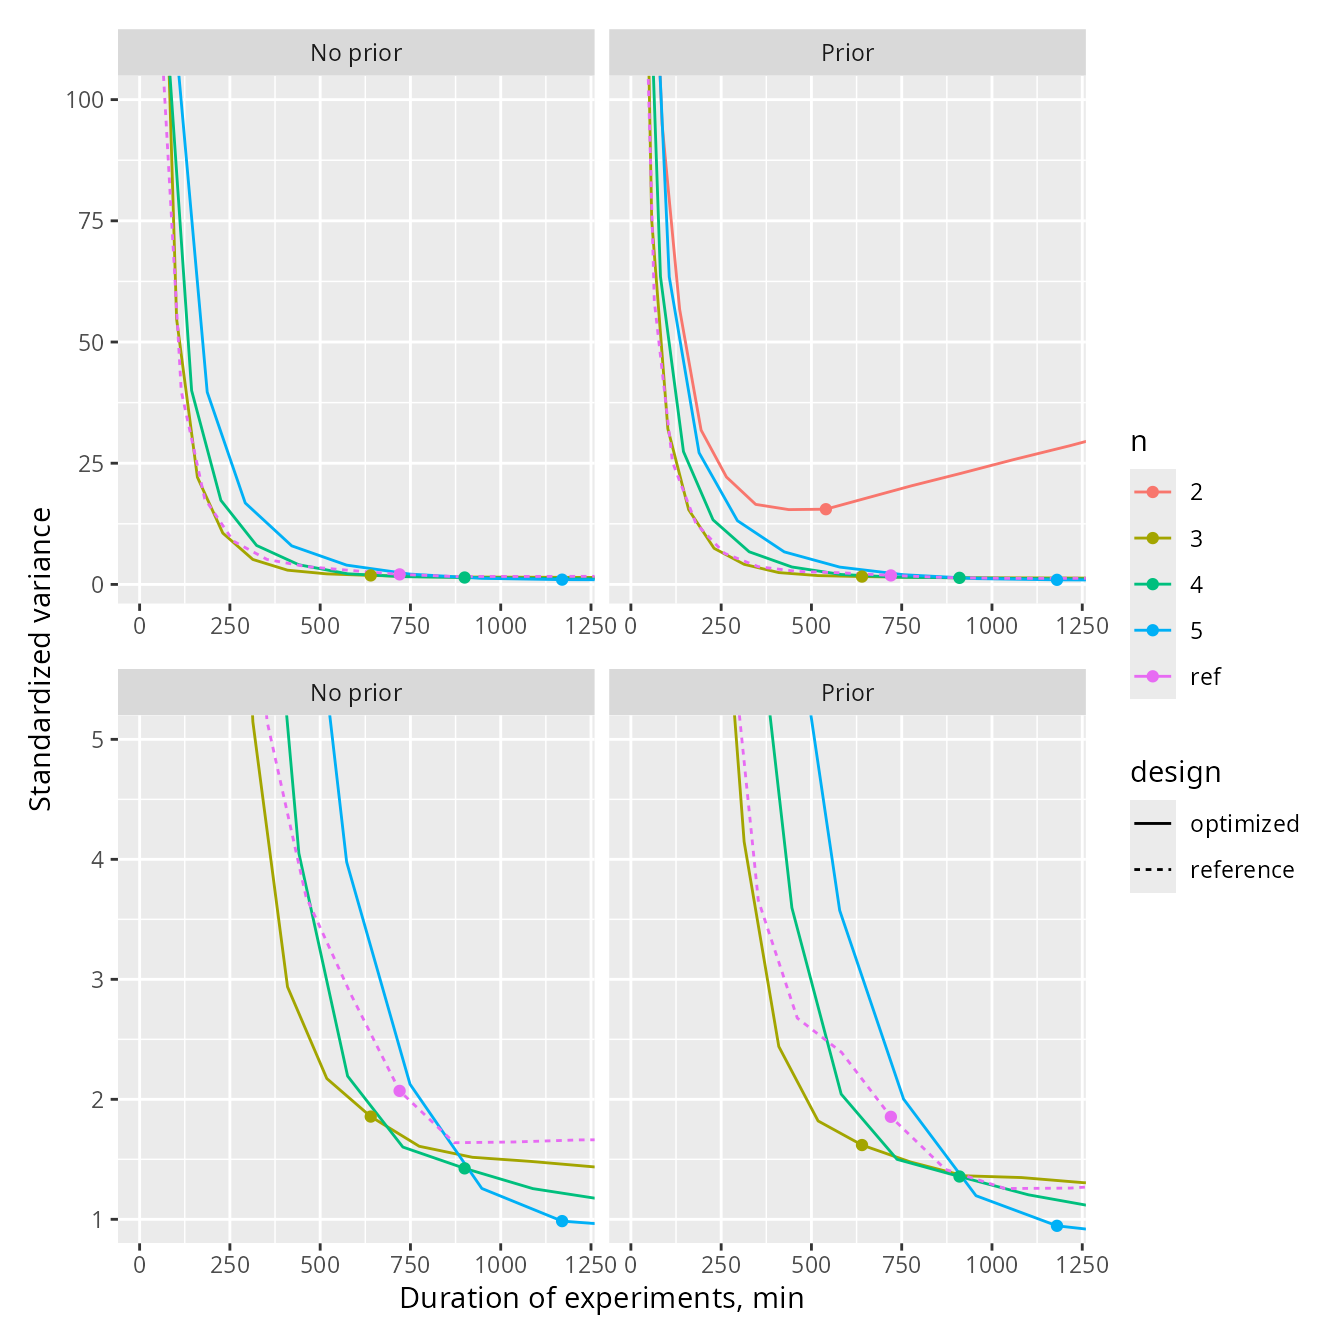 No prior
Prior
100
75
50
25
0
0 250 500 750 1000 1250
0 250 500 750 1000 1250
No prior
Prior
5
4
3
2
1
0 250 500 750 1000 1250
0 250 500 750 1000 1250
Standardized variance
Duration of experiments, min
n
2
3
4
5
ref
design
optimized
reference